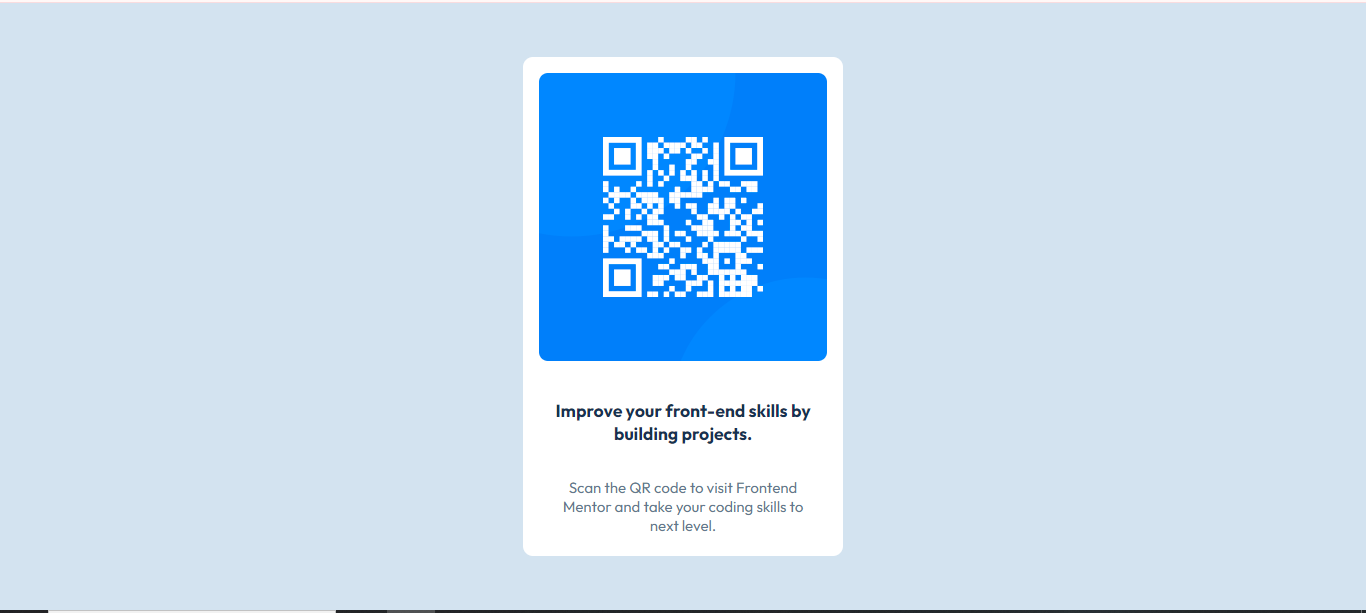 Improve your front-end skills by
building projects.
Scan the QR code to visit Frontend
Mentor and take your coding skills to
next level.